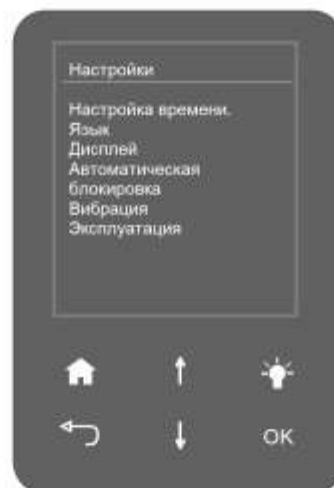 Настройки
Настройка времени.
Язык
Дисплей
Автоматическая
блокировка
Вибрация
Эксплуатация
OK